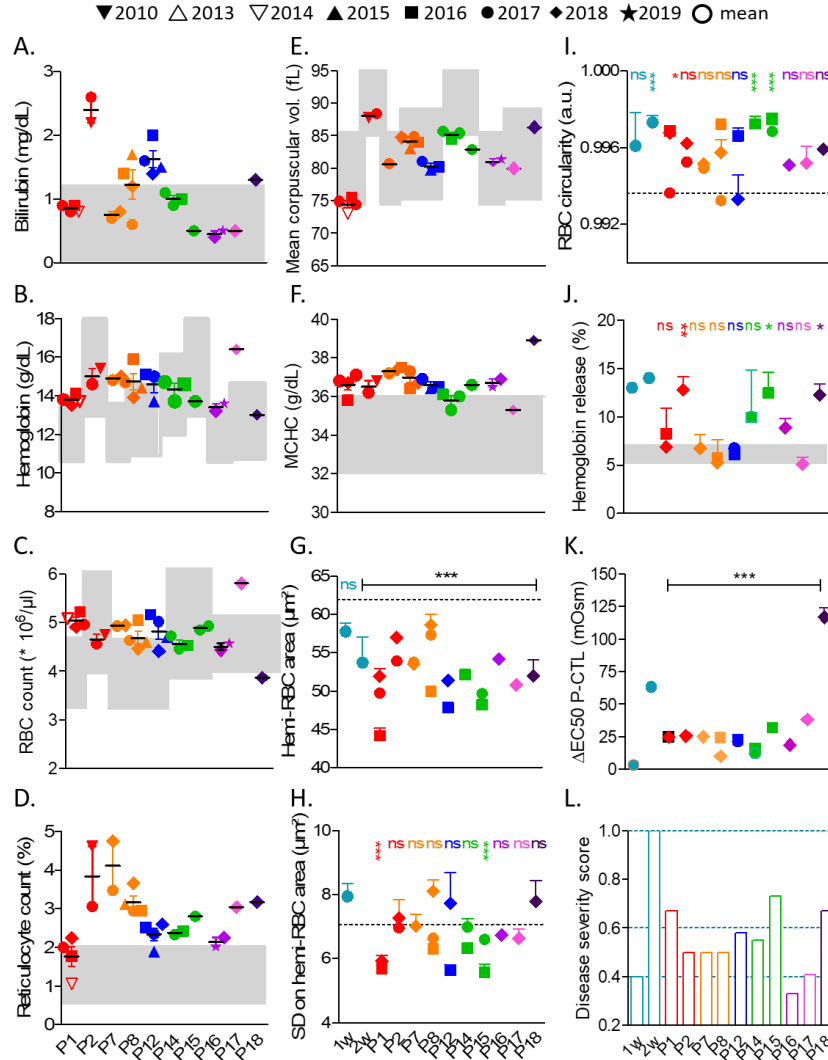 2010 2013 2014 2015 2016 2017 2018 2019 mean
A.
Bilirubin (mg/dL)
3
2
1
0
B.
Hemoglobin (g/dL)
18
16
14
12
10
8
C.
RBC count (* 10⁶/µl)
6
5
4
3
2
D.
Reticulocyte count (%)
5
4
3
2
1
0
P1 P2 P7 P8 P12 P14 P15 P16 P17 P18
E.
Mean corpuscular vol. (fL)
95
90
85
80
75
70
65
F.
MCHC (g/dL)
40
38
36
34
32
30
G.
Hemi-RBC area (µm²)
65
60
55
50
45
40
ns
***
H.
SD on hemi-RBC area (µm²)
10
8
6
4
*** ns ns ns ns ns *** ns ns ns
1w 2w P1 P2 P7 P8 P12 P14 P15 P16 P17 P18
I.
RBC circularity (a.u.)
1.000
0.996
0.992
ns *** * ns ns ns ns *** *** ns ns ns
J.
Hemoglobin release (%)
20
15
10
5
0
ns ** ns ns ns ns * ns ns *
K.
ΔEC50 P-CTL (mOsm)
150
125
100
75
50
25
0
***
L.
Disease severity score
1.0
0.8
0.6
0.4
0.2
1w 2w P1 P2 P7 P8 P12 P14 P15 P16 P17 P18